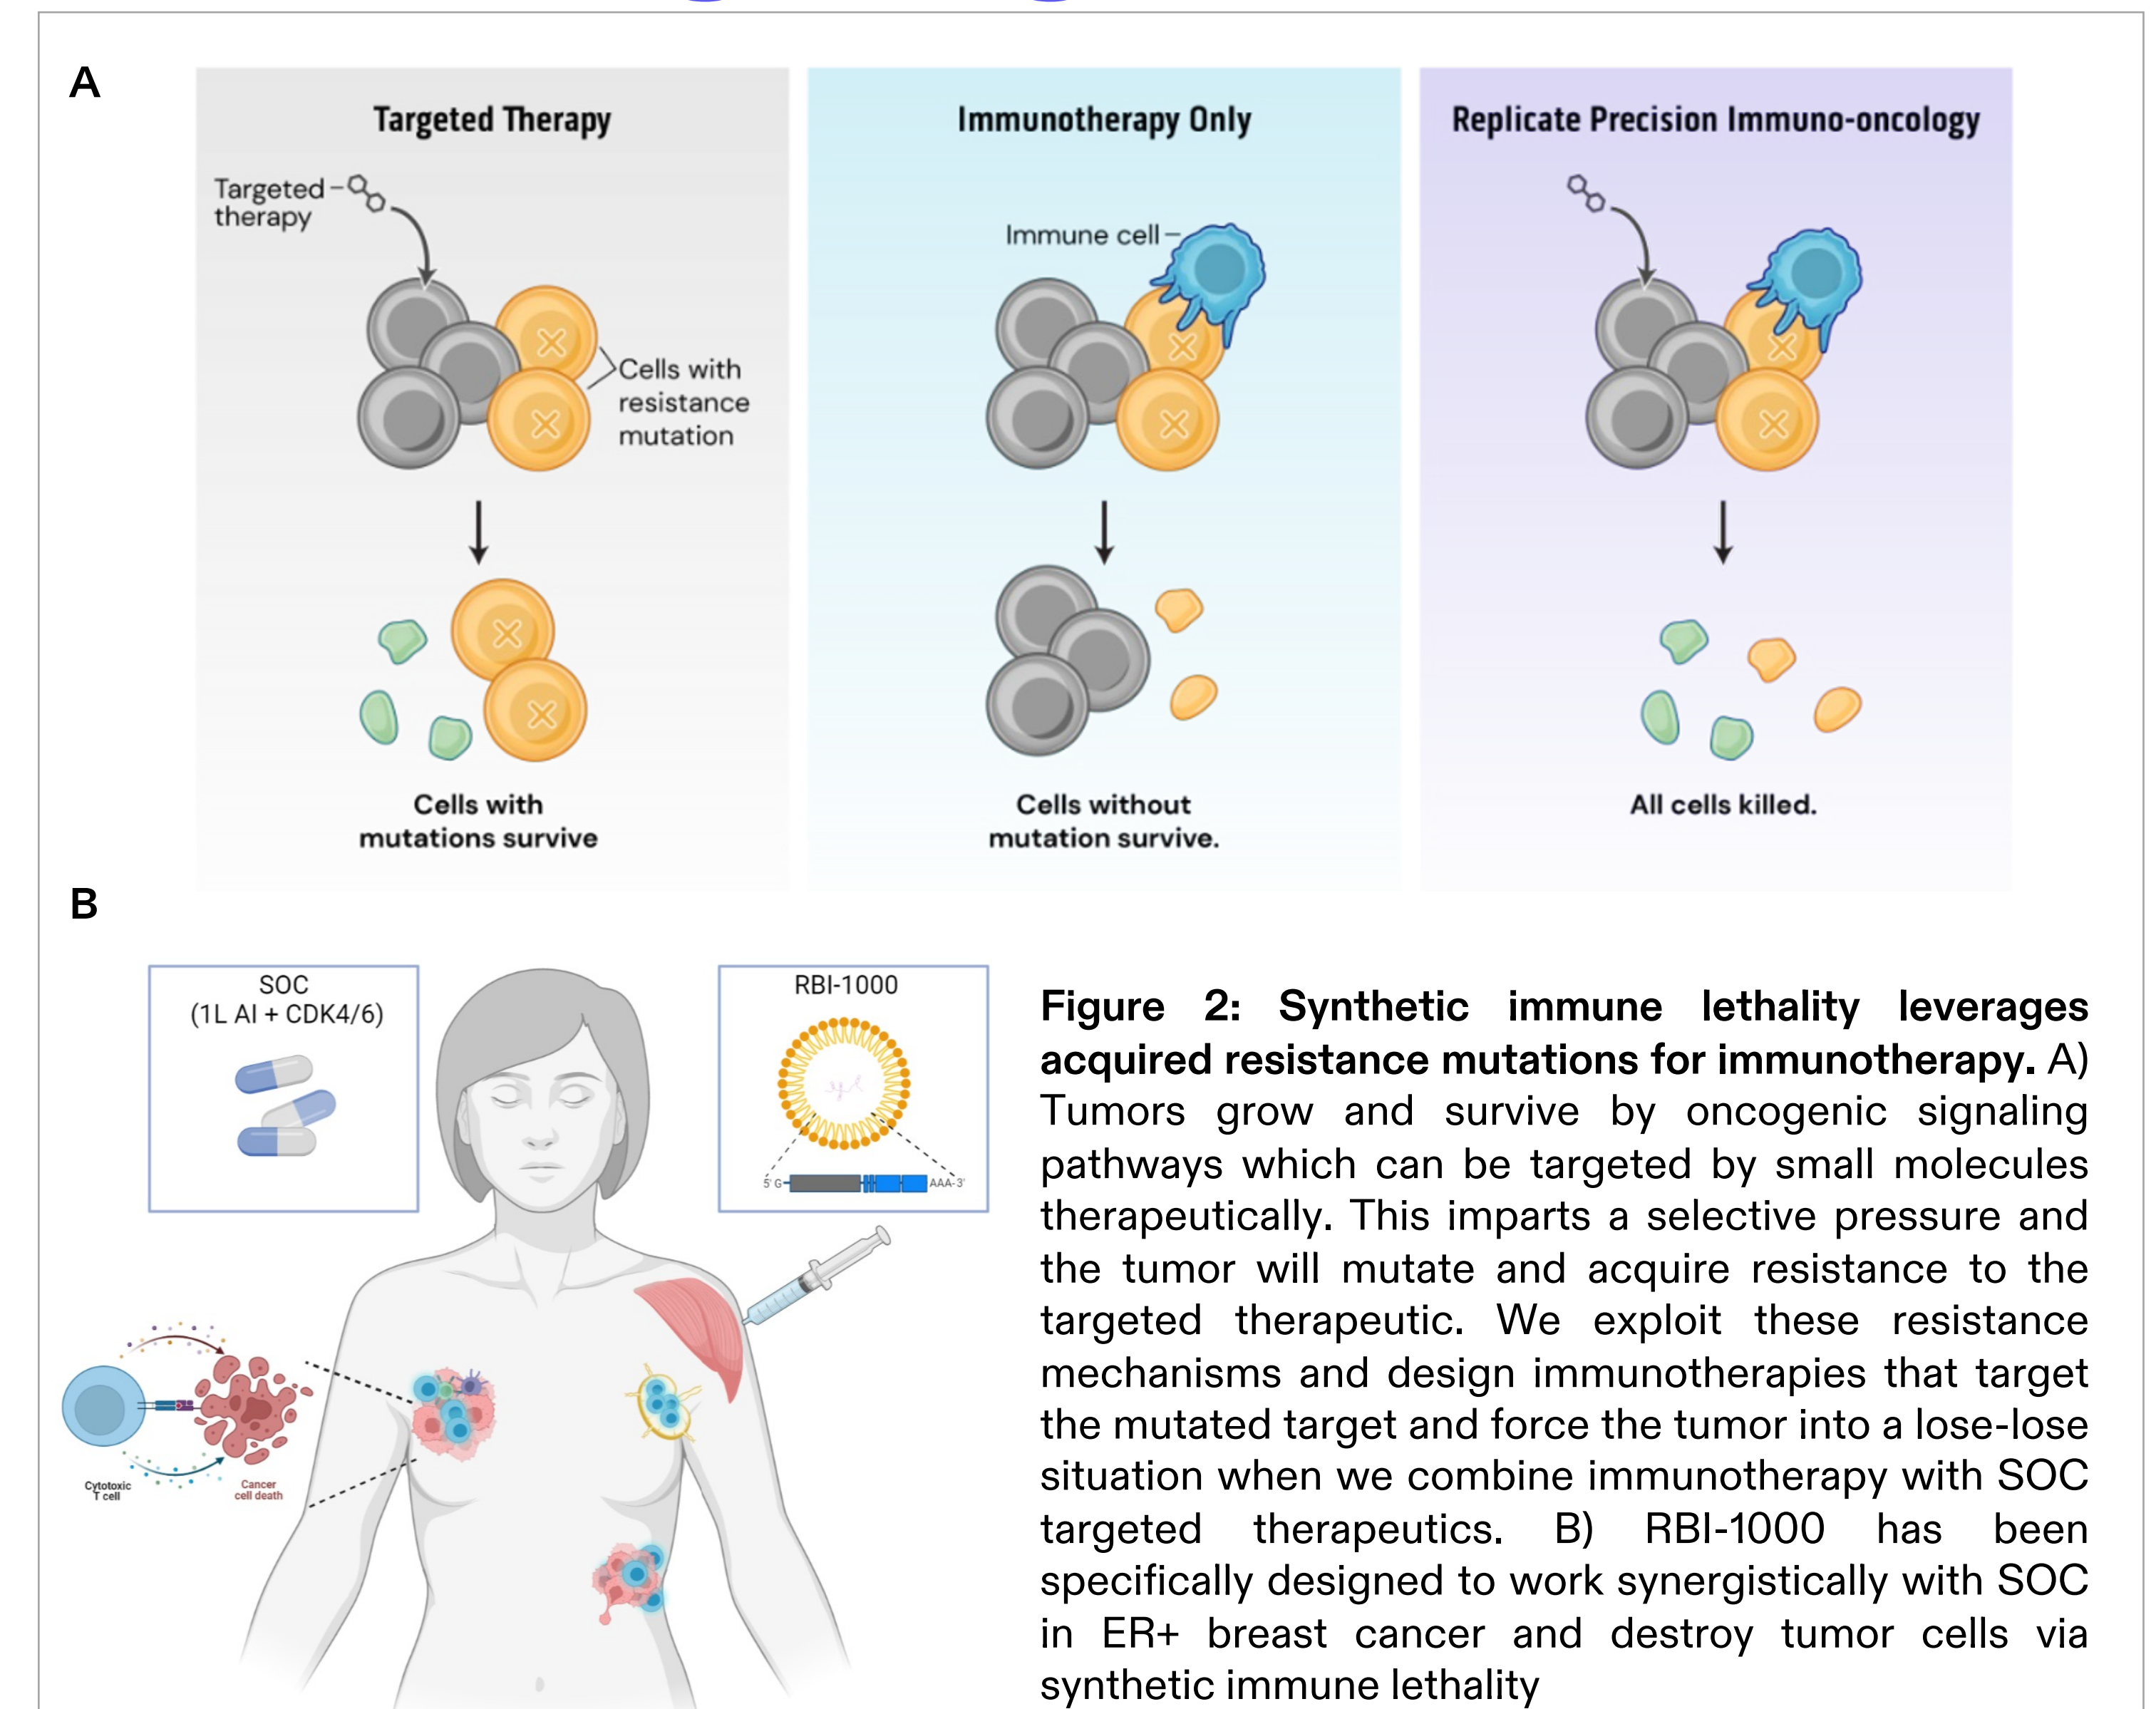 A
Targeted Therapy
Targeted
therapy
Cells with
resistance
mutation
Cells with
mutations survive
Immunotherapy Only
Immune cell
Cells without
mutation survive.
Replicate Precision Immuno-oncology
All cells killed.
B
SOC
(1L AI + CDK4/6)
RBI-1000
5' G
AAA-3'
Cytotoxic
T cell
Cancer
cell death
Figure 2: Synthetic immune lethality leverages
acquired resistance mutations for immunotherapy. A)
Tumors grow and survive by oncogenic signaling
pathways which can be targeted by small molecules
therapeutically. This imparts a selective pressure and
the tumor will mutate and acquire resistance to the
targeted therapeutic. We exploit these resistance
mechanisms and design immunotherapies that target
the mutated target and force the tumor into a lose-lose
situation when we combine immunotherapy with SOC
targeted therapeutics. B) RBI-1000 has been
specifically designed to work synergistically with SOC
in ER+ breast cancer and destroy tumor cells via
synthetic immune lethality